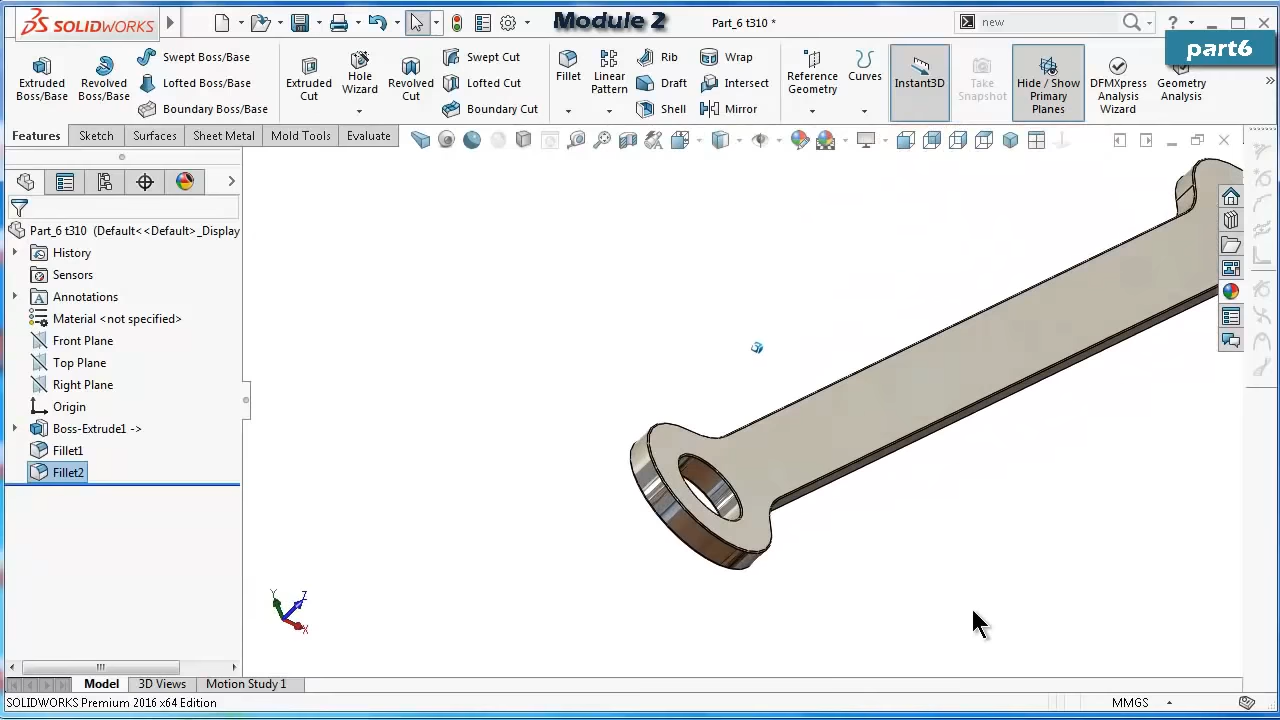 SOLIDWORKS
Module 2
Part_6 t310 *
new
?
part6
Extruded Boss/Base
Revolved Boss/Base
Swept Boss/Base
Lofted Boss/Base
Boundary Boss/Base
Extruded Cut
Hole Wizard
Revolved Cut
Swept Cut
Lofted Cut
Boundary Cut
Fillet
Linear Pattern
Rib
Draft
Shell
Wrap
Intersect
Mirror
Reference Geometry
Curves
Instant3D
Take Snapshot
Hide / Show Primary Planes
DFMXpress Analysis Wizard
Geometry Analysis
Features
Sketch
Surfaces
Sheet Metal
Mold Tools
Evaluate
Part_6 t310 (Default<<Default>_Display
History
Sensors
Annotations
Material <not specified>
Front Plane
Top Plane
Right Plane
Origin
Boss-Extrude1 ->
Fillet1
Fillet2
Y
Z
X
Model
3D Views
Motion Study 1
SOLIDWORKS Premium 2016 x64 Edition
MMGS